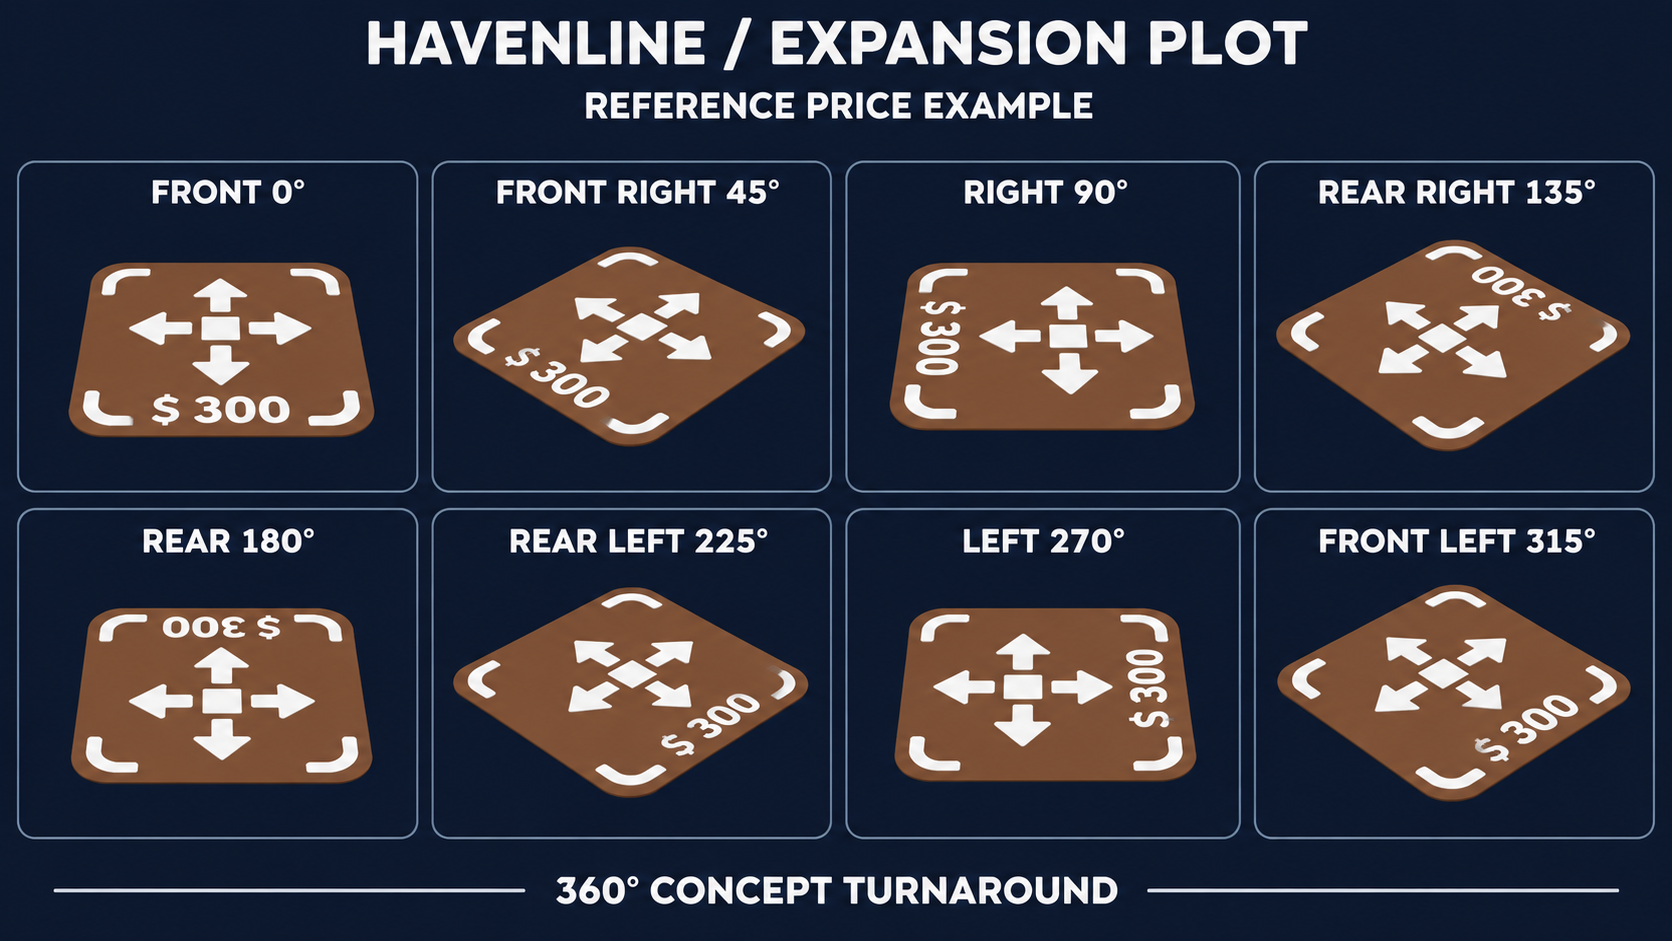 HAVENLINE / EXPANSION PLOT
REFERENCE PRICE EXAMPLE
FRONT 0°
$ 300
FRONT RIGHT 45°
$ 300
RIGHT 90°
$ 300
REAR RIGHT 135°
$ 300
REAR 180°
$ 300
REAR LEFT 225°
$ 300
LEFT 270°
$ 300
FRONT LEFT 315°
$ 300
360° CONCEPT TURNAROUND